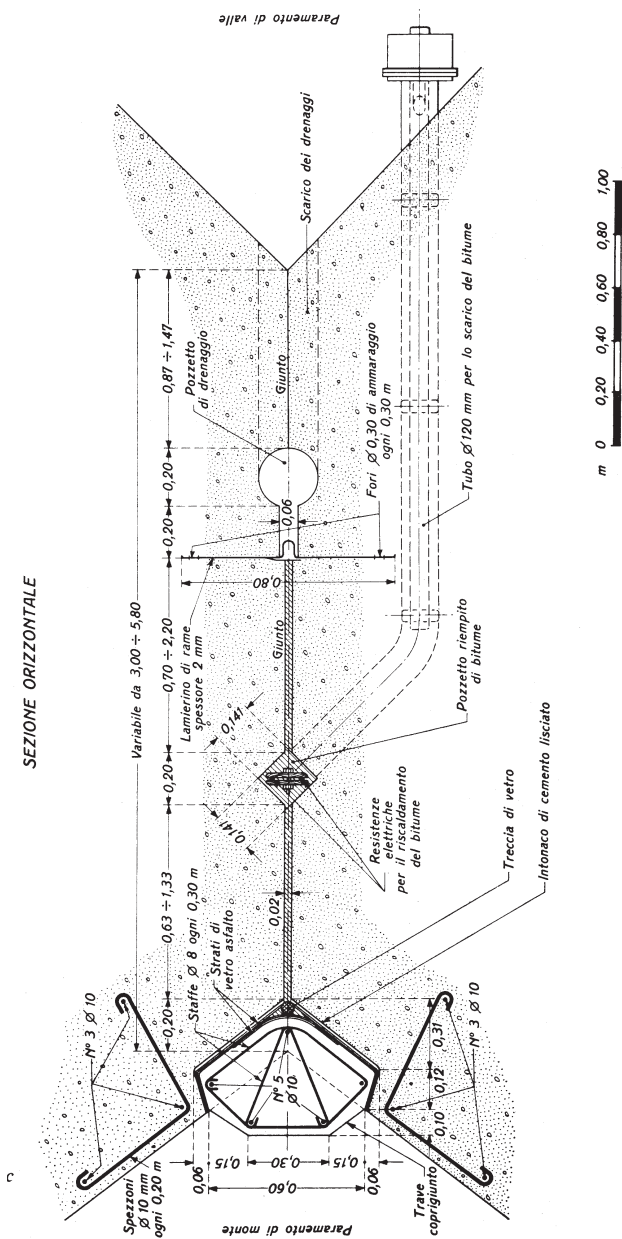 SEZIONE ORIZZONTALE
Paramento di valle
Paramento di monte
Variabile da 3,00 ÷ 5,80
0,20
0,63 ÷ 1,33
0,20
0,70 ÷ 2,20
0,20
0,20
0,87 ÷ 1,47
N° 3 Ø 10
Spezzoni
Ø 10 mm
ogni 0,20 m
Staffe Ø 8 ogni 0,30 m
Strati di
vetro asfalto
0,141
0,141
Lamierino di rame
spessore 2 mm
Pozzetto
di drenaggio
Scarico dei drenaggi
Giunto
Giunto
0,02
0,80
0,06
Fori Ø 0,30 di ammaraggio
ogni 0,30 m
N° 5
Ø 10
0,06
0,15
0,30
0,15
0,06
0,60
0,10
0,12
0,31
N° 3 Ø 10
Trave
coprigiunto
Resistenze
elettriche
per il riscaldamento
del bitume
Pozzetto riempito
di bitume
Tubo Ø 120 mm per lo scarico del bitume
Treccia di vetro
Intonaco di cemento lisciato
m 0 0,20 0,40 0,60 0,80 1,00